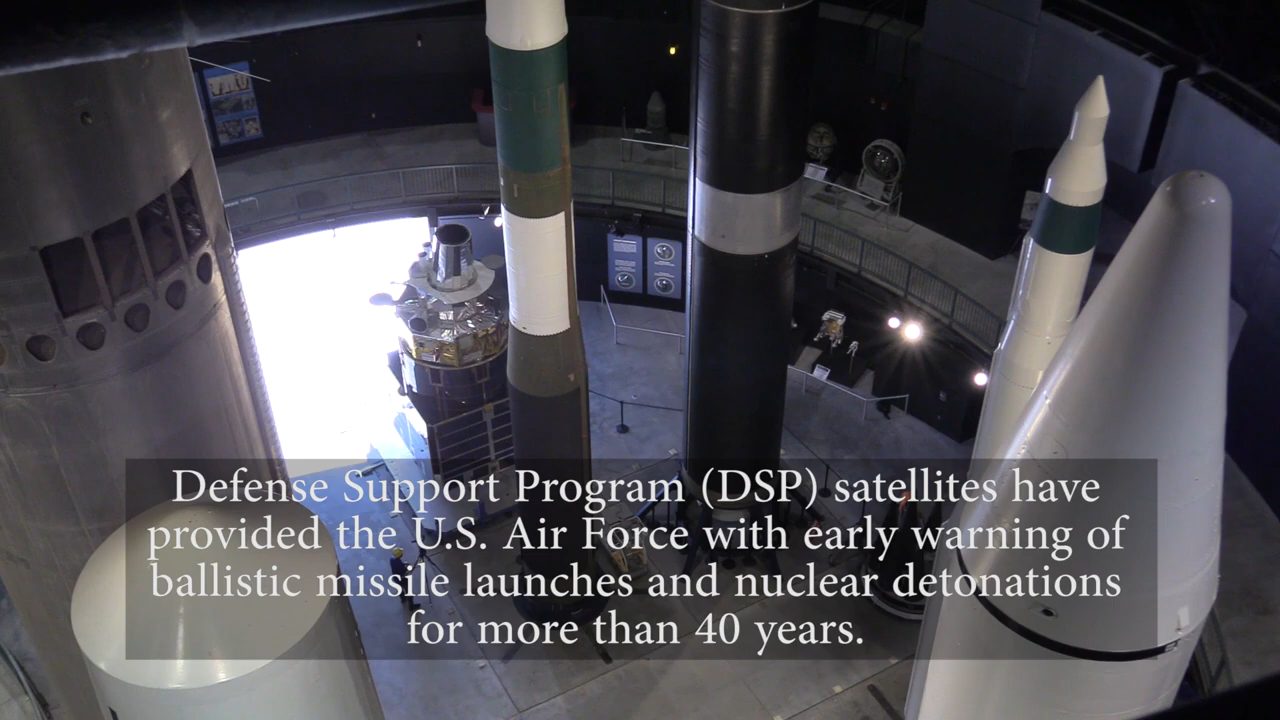 Defense Support Program (DSP) satellites have
provided the U.S. Air Force with early warning of
ballistic missile launches and nuclear detonations
for more than 40 years.